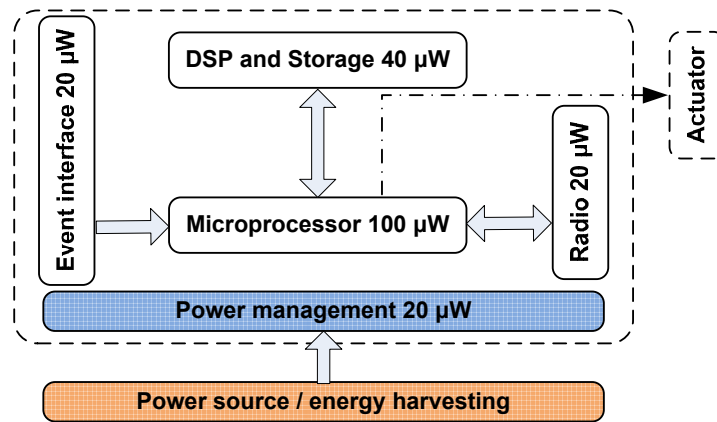 Event interface 20 µW
DSP and Storage 40 µW
Actuator
Radio 20 µW
Microprocessor 100 µW
Power management 20 µW
Power source / energy harvesting